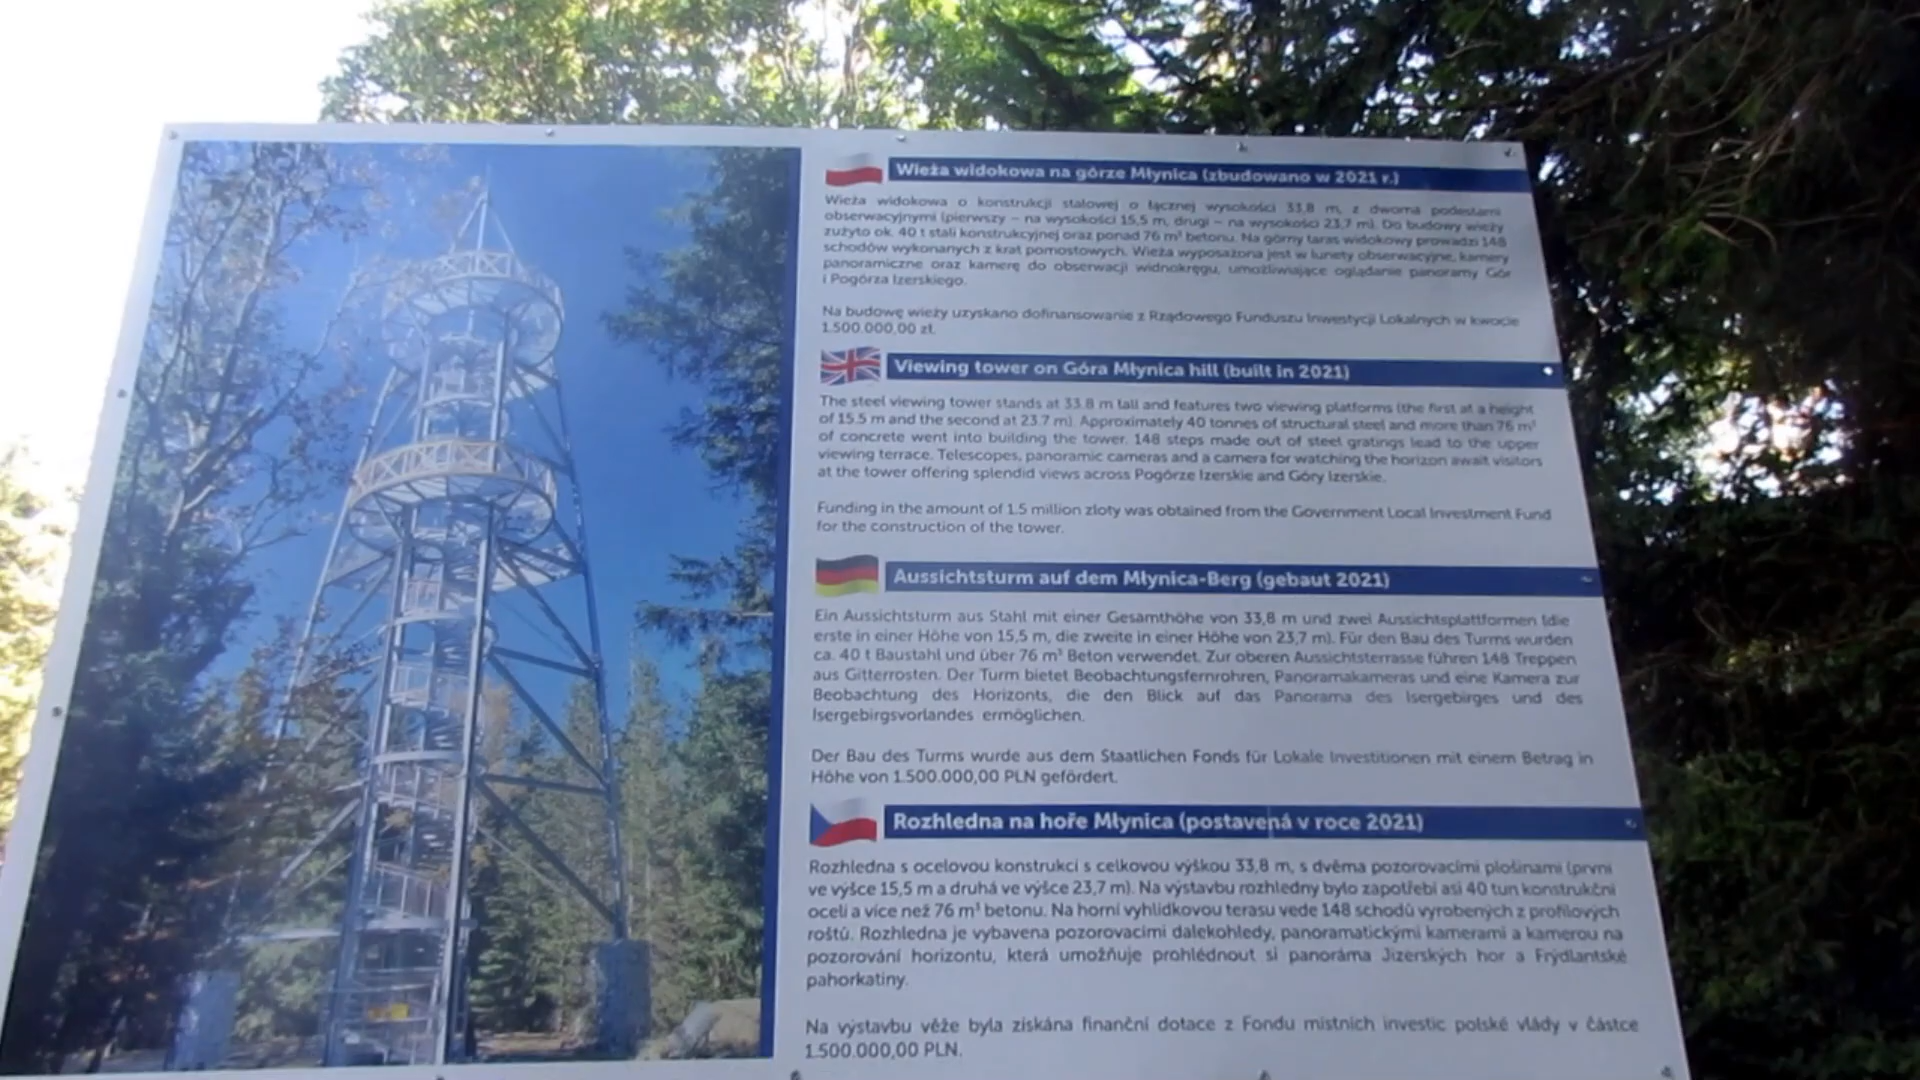 Wieża widokowa na górze Młynica (zbudowano w 2021 r.)
Wieża widokowa o konstrukcji stalowej o łącznej wysokości 33,8 m, z dwoma podestami
obserwacyjnymi (pierwszy – na wysokości 15,5 m, drugi – na wysokości 23,7 m). Do budowy wieży
zużyto ok. 40 t stali konstrukcyjnej oraz ponad 76 m³ betonu. Na górny taras widokowy prowadzi 148
schodów wykonanych z krat pomostowych. Wieża wyposażona jest w lunety obserwacyjne, kamery
panoramiczne oraz kamerę do obserwacji widnokręgu, umożliwiające oglądanie panoramy Gór
i Pogórza Izerskiego.
Na budowę wieży uzyskano dofinansowanie z Rządowego Funduszu Inwestycji Lokalnych w kwocie
1.500.000,00 zł.
Viewing tower on Góra Młynica hill (built in 2021)
The steel viewing tower stands at 33.8 m tall and features two viewing platforms (the first at a height
of 15.5 m and the second at 23.7 m). Approximately 40 tonnes of structural steel and more than 76 m³
of concrete went into building the tower. 148 steps made out of steel gratings lead to the upper
viewing terrace. Telescopes, panoramic cameras and a camera for watching the horizon await visitors
at the tower offering splendid views across Pogórze Izerskie and Góry Izerskie.
Funding in the amount of 1.5 million zloty was obtained from the Government Local Investment Fund
for the construction of the tower.
Aussichtsturm auf dem Młynica-Berg (gebaut 2021)
Ein Aussichtsturm aus Stahl mit einer Gesamthöhe von 33,8 m und zwei Aussichtsplattformen (die
erste in einer Höhe von 15,5 m, die zweite in einer Höhe von 23,7 m). Für den Bau des Turms wurden
ca. 40 t Baustahl und über 76 m³ Beton verwendet. Zur oberen Aussichtsterrasse führen 148 Treppen
aus Gitterrosten. Der Turm bietet Beobachtungsfernrohren, Panoramakameras und eine Kamera zur
Beobachtung des Horizonts, die den Blick auf das Panorama des Isergebirges und des
Isergebirgsvorlandes ermöglichen.
Der Bau des Turms wurde aus dem Staatlichen Fonds für Lokale Investitionen mit einem Betrag in
Höhe von 1.500.000,00 PLN gefördert.
Rozhledna na hoře Młynica (postavená v roce 2021)
Rozhledna s ocelovou konstrukcí s celkovou výškou 33,8 m, s dvěma pozorovacími plošinami (první
ve výšce 15,5 m a druhá ve výšce 23,7 m). Na výstavbu rozhledny bylo zapotřebí asi 40 tun konstrukční
oceli a více než 76 m³ betonu. Na horní vyhlídkovou terasu vede 148 schodů vyrobených z profilových
roštů. Rozhledna je vybavena pozorovacími dalekohledy, panoramatickými kamerami a kamerou na
pozorování horizontu, která umožňuje prohlédnout si panoráma Jizerských hor a Frýdlantské
pahorkatiny.
Na výstavbu věže byla získána finanční dotace z Fondu místních investic polské vlády v částce
1.500.000,00 PLN.